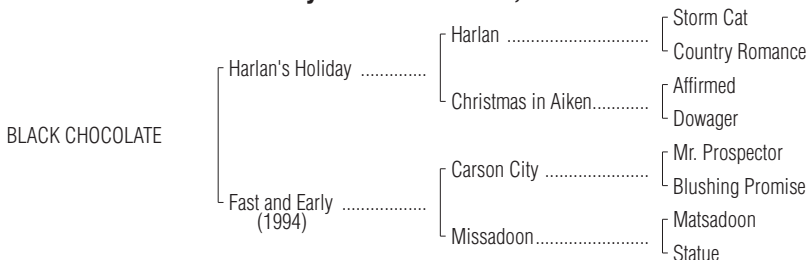 Storm Cat
Harlan ..............................
Country Romance
Harlan's Holiday ..............
Affirmed
Christmas in Aiken............
Dowager
BLACK CHOCOLATE
Mr. Prospector
Carson City ......................
Blushing Promise
Fast and Early ..................
(1994)
Matsadoon
Missadoon........................
Statue